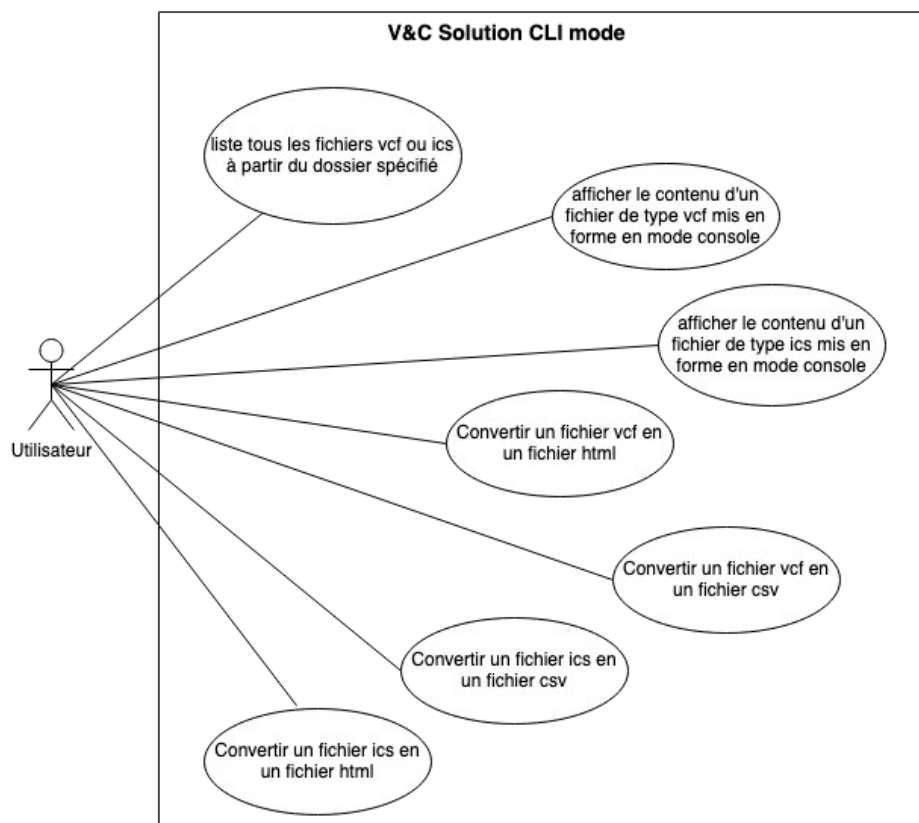 V&C Solution CLI mode
liste tous les fichiers vcf ou ics
à partir du dossier spécifié
afficher le contenu d'un
fichier de type vcf mis en
forme en mode console
afficher le contenu d'un
fichier de type ics mis en
forme en mode console
Utilisateur
Convertir un fichier vcf en
un fichier html
Convertir un fichier vcf en
un fichier csv
Convertir un fichier ics en
un fichier csv
Convertir un fichier ics en
un fichier html